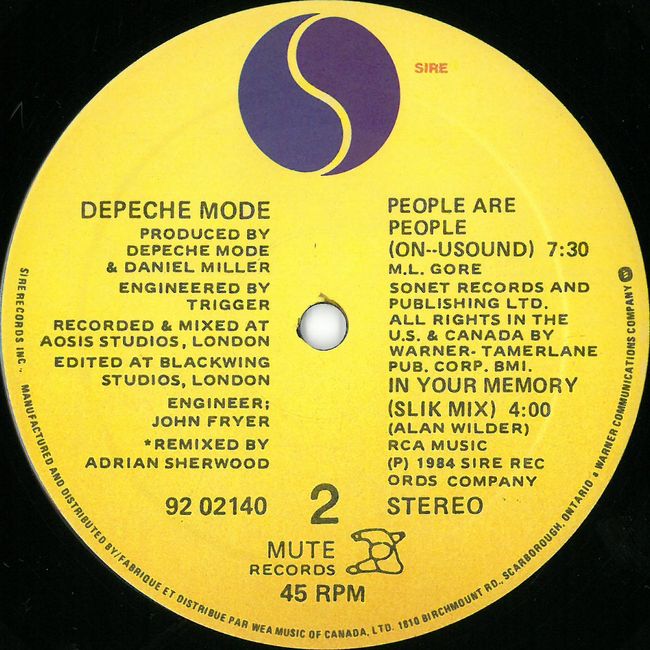 SIRE
DEPECHE MODE
PRODUCED BY
DEPECHE MODE
& DANIEL MILLER
ENGINEERED BY
TRIGGER
RECORDED & MIXED AT
AOSIS STUDIOS, LONDON
EDITED AT BLACKWING
STUDIOS, LONDON
ENGINEER;
JOHN FRYER
*REMIXED BY
ADRIAN SHERWOOD
92 02140
PEOPLE ARE
PEOPLE
(ON--USOUND) 7:30
M.L. GORE
SONET RECORDS AND
PUBLISHING LTD.
ALL RIGHTS IN THE
U.S. & CANADA BY
WARNER- TAMERLANE
PUB. CORP. BMI.
IN YOUR MEMORY
(SLIK MIX) 4:00
(ALAN WILDER)
RCA MUSIC
(P) 1984 SIRE REC
ORDS COMPANY
STEREO
2
MUTE
RECORDS
45 RPM
SIRE RECORDS INC., MANUFACTURED AND DISTRIBUTED BY/FABRIQUE ET DISTRIBUE PAR WEA MUSIC OF CANADA, LTD. 1810 BIRCHMOUNT RD., SCARBOROUGH, ONTARIO • WARNER COMMUNICATIONS COMPANY